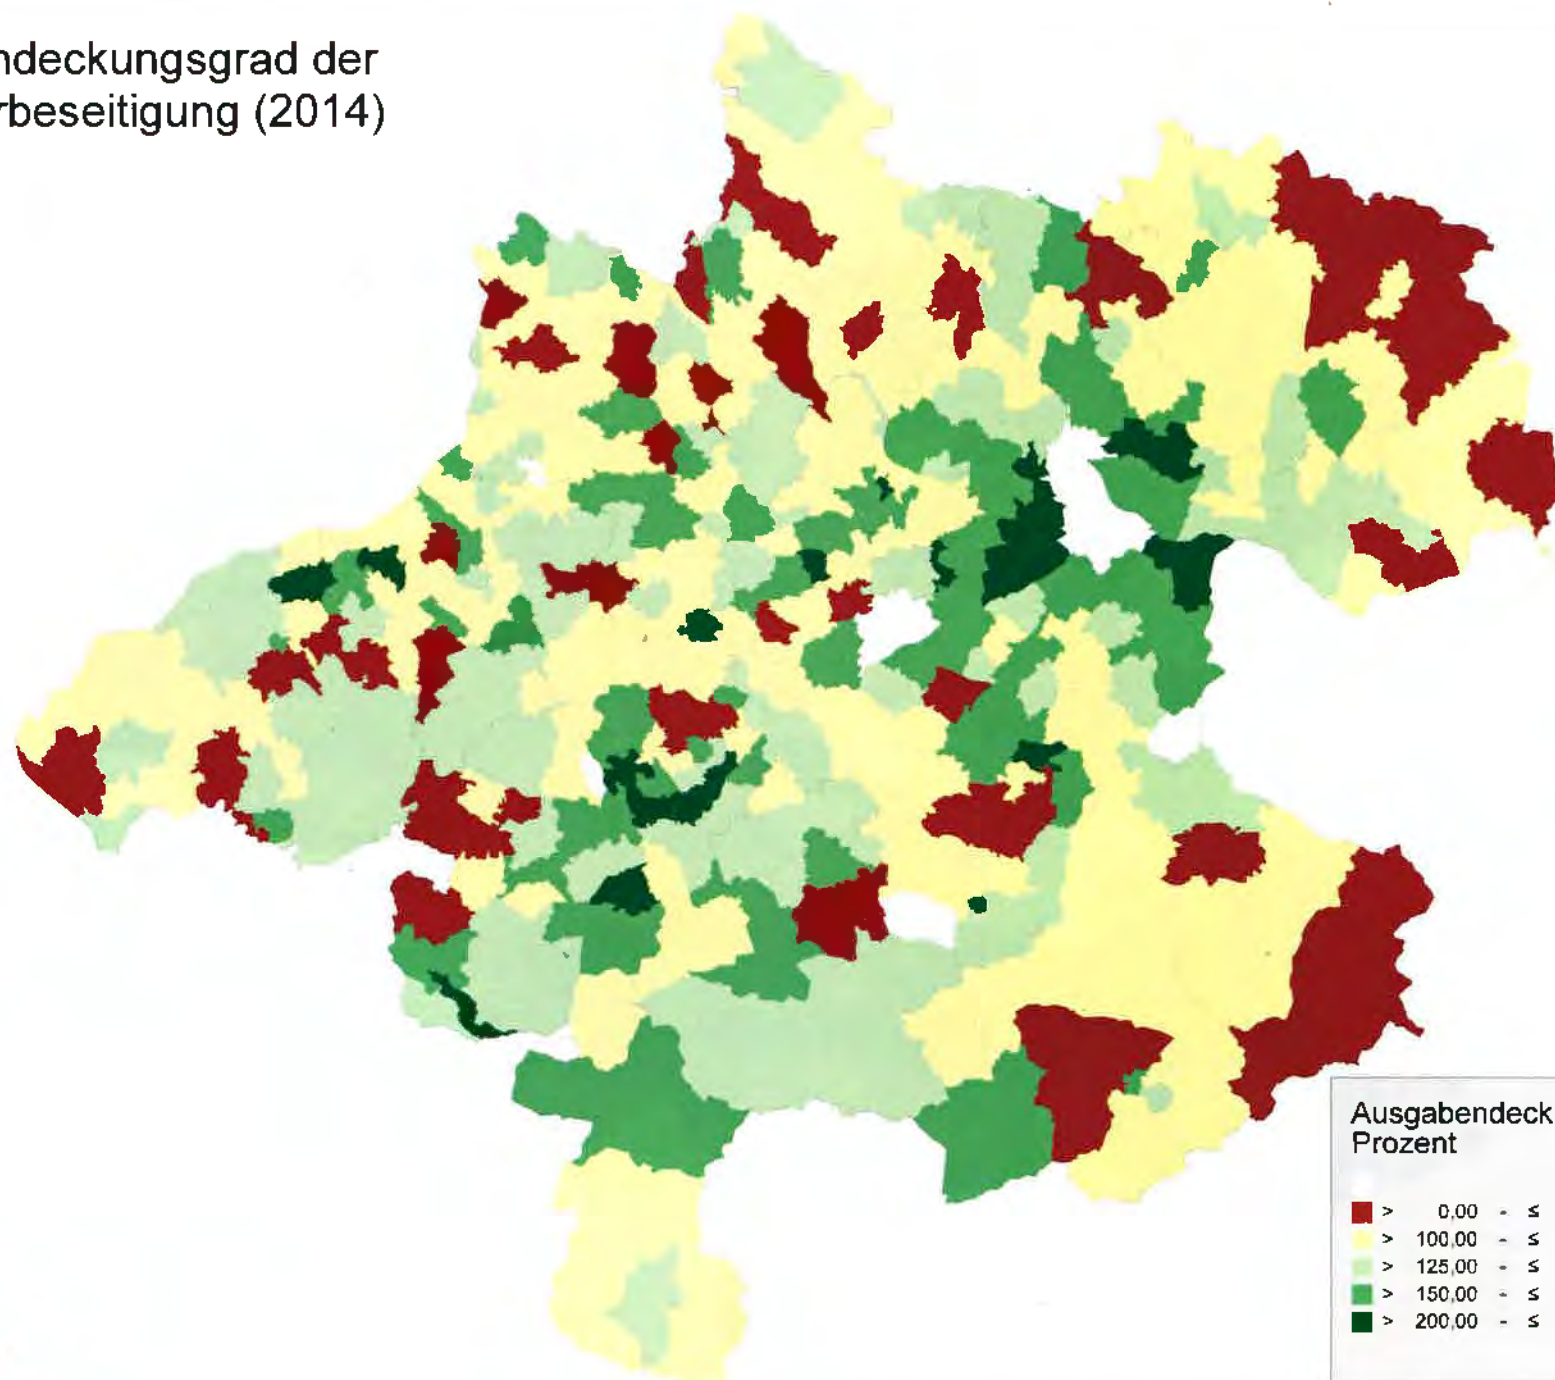 ndeckungsgrad der
rbeseitigung (2014)
Ausgabendeck
Prozent
> 0,00 - ≤
> 100,00 - ≤
> 125,00 - ≤
> 150,00 - ≤
> 200,00 - ≤